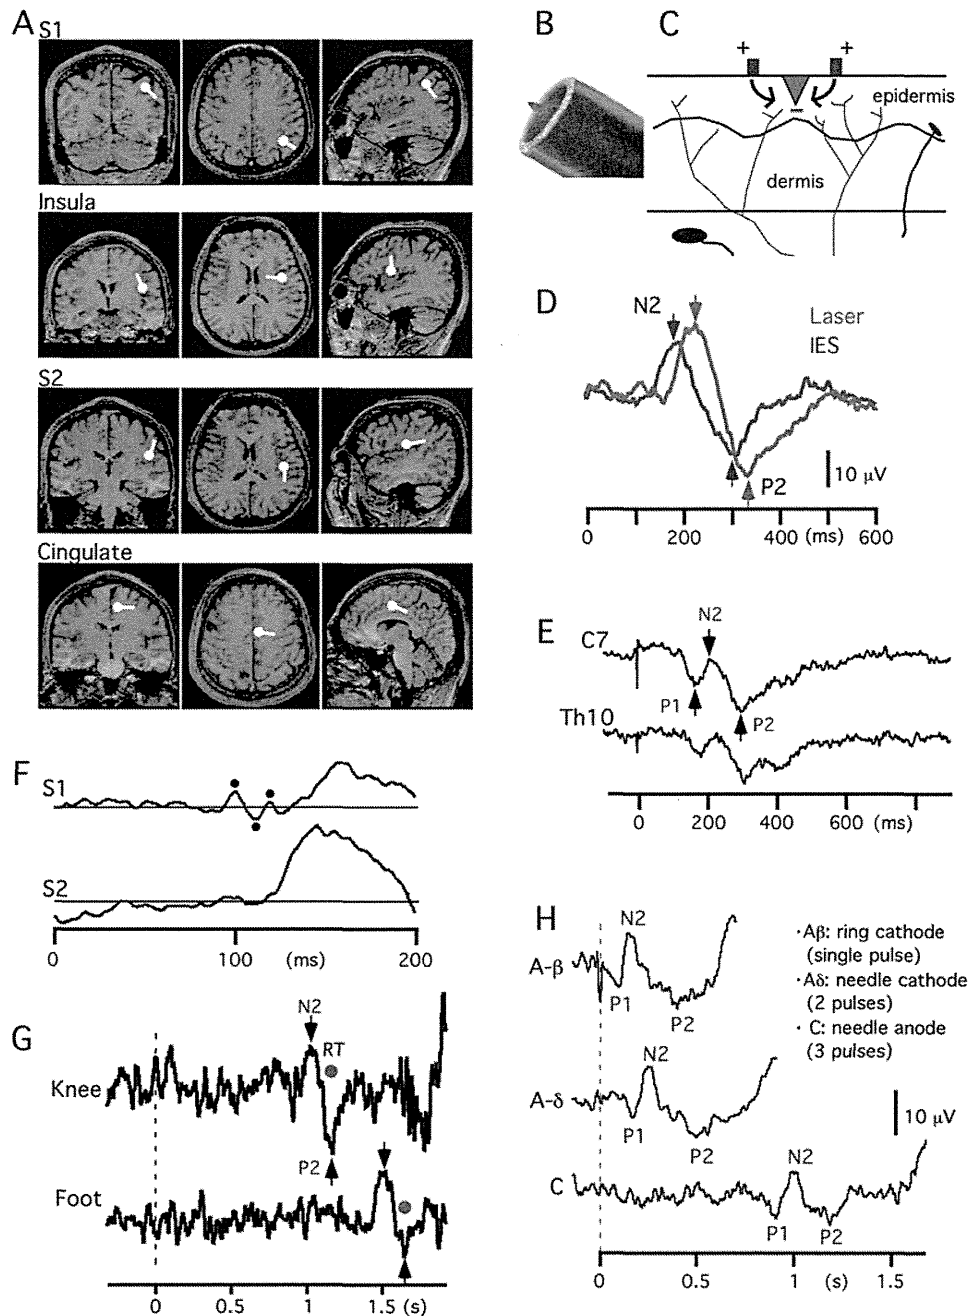 A
S1
Insula
S2
Cingulate
B
C
+ +
−
epidermis
dermis
D
N2
Laser
IES
P2
10 μV
0 200 400 (ms) 600
E
C7
N2
P1
P2
Th10
0 200 400 600 (ms)
F
S1
S2
0 100 (ms) 200
G
N2
RT
Knee
P2
Foot
0 0.5 1 1.5 (s)
H
N2
A-β
P1
P2
·Aβ: ring cathode
(single pulse)
·Aδ: needle cathode
(2 pulses)
· C: needle anode
(3 pulses)
N2
A-δ
P1
P2
10 μV
N2
C
P1
P2
0 0.5 1 1.5 (s)